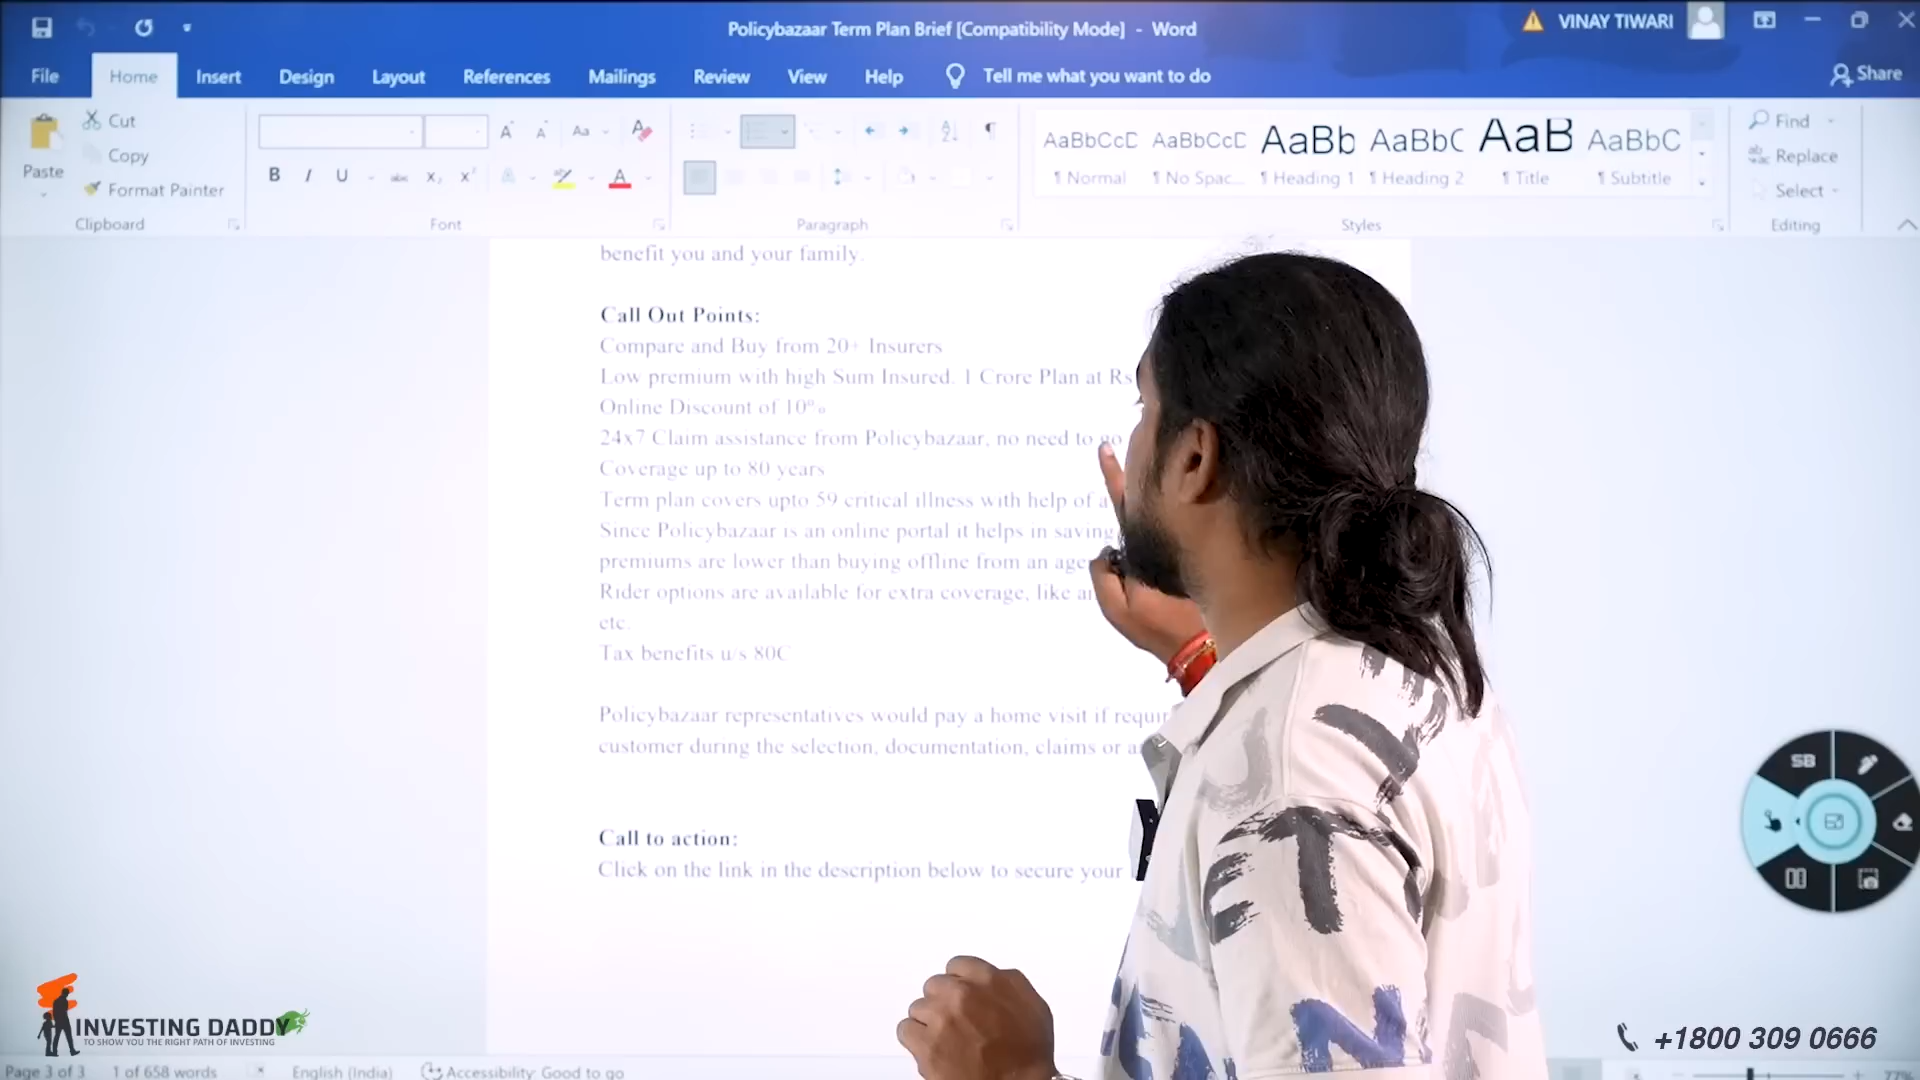 Policybazaar Term Plan Brief [Compatibility Mode] - Word
VINAY TIWARI
File Home Insert Design Layout References Mailings Review View Help Tell me what you want to do
Share
Paste
Cut
Copy
Format Painter
Clipboard
Font
Paragraph
AaBbCcD AaBbCcD AaBb AaBbC AaB AaBbC
¶ Normal ¶ No Spac... ¶ Heading 1 ¶ Heading 2 ¶ Title ¶ Subtitle
Styles
Find
Replace
Select
Editing
benefit you and your family.
Call Out Points:
Compare and Buy from 20+ Insurers
Low premium with high Sum Insured. 1 Crore Plan at Rs
Online Discount of 10%
24x7 Claim assistance from Policybazaar, no need to go
Coverage up to 80 years
Term plan covers upto 59 critical illness with help of a
Since Policybazaar is an online portal it helps in saving
premiums are lower than buying offline from an
Rider options are available for extra coverage, like
etc.
Tax benefits u/s 80C
Policybazaar representatives would pay a home visit if
customer during the selection, documentation, claims or
Call to action:
Click on the link in the description below to secure your
SB
INVESTING DADDY
TO SHOW YOU THE RIGHT PATH OF INVESTING
+1800 309 0666
Page 3 of 3 1 of 658 words English (India) Accessibility: Good to go
77%